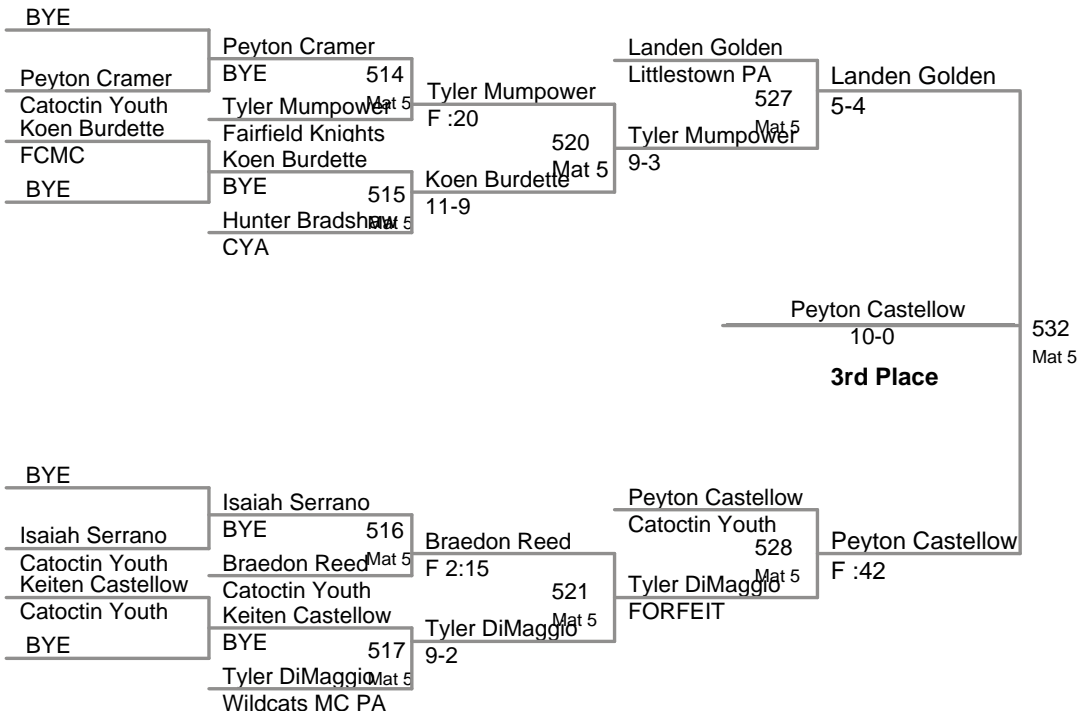 BYE
Peyton Cramer
Catoctin Youth
Koen Burdette
FCMC
BYE
Peyton Cramer
BYE
514
Mat 5
Tyler Mumpower
Fairfield Knights
Koen Burdette
BYE
515
Mat 5
Hunter Bradshaw
CYA
Tyler Mumpower
F :20
520
Mat 5
Koen Burdette
11-9
Landen Golden
Littlestown PA
527
Mat 5
Tyler Mumpower
9-3
Landen Golden
5-4
Peyton Castellow
10-0
3rd Place
532
Mat 5
BYE
Isaiah Serrano
Catoctin Youth
Keiten Castellow
Catoctin Youth
BYE
Isaiah Serrano
BYE
516
Mat 5
Braedon Reed
Catoctin Youth
Keiten Castellow
BYE
517
Mat 5
Tyler DiMaggio
Wildcats MC PA
Braedon Reed
F 2:15
521
Mat 5
Tyler DiMaggio
9-2
Peyton Castellow
Catoctin Youth
528
Mat 5
Tyler DiMaggio
FORFEIT
Peyton Castellow
F :42